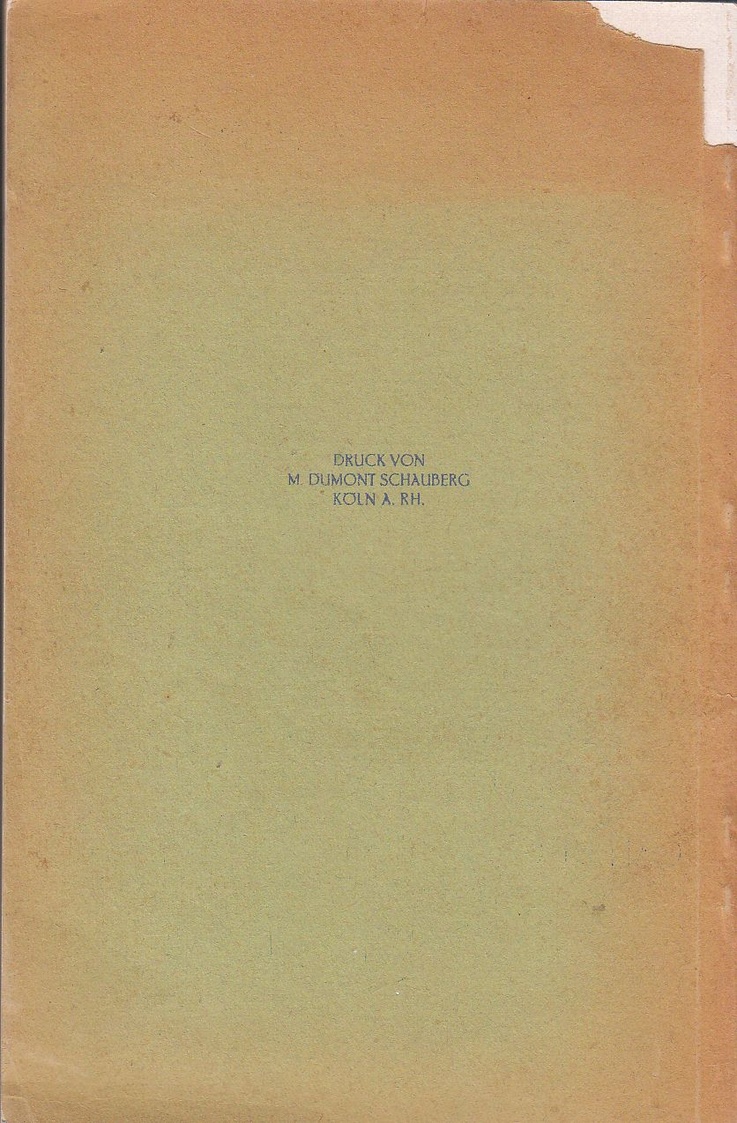 DRUCK VON
M. DUMONT SCHAUBERG
KÖLN A. RH.